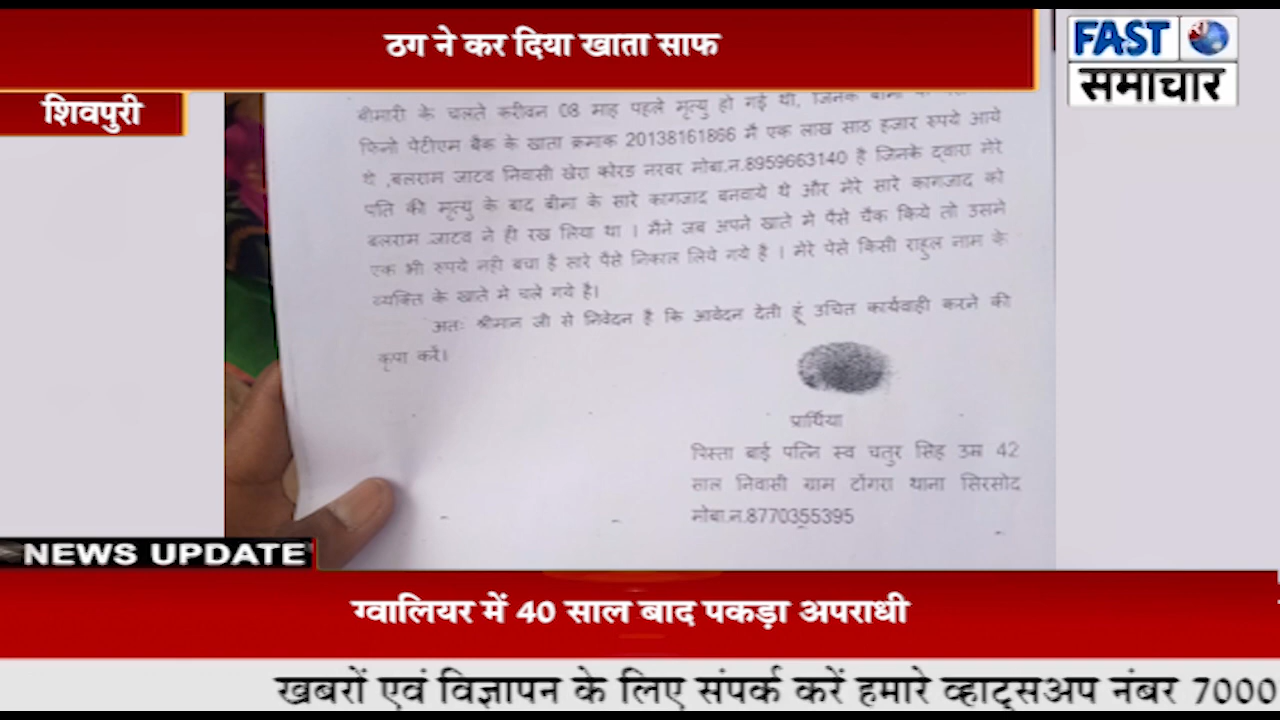 ठग ने कर दिया खाता साफ
FAST
समाचार
शिवपुरी
बीमारी के चलते करीवन 08 माह पहले मृत्यु हो गई थी, जिनके बीमा
फिनो पेटीएम बैक के खाता क्रमाक 20138161866 मै एक लाख साठ हजार रुपये आये
थे ,बलराम जाटव निवासी खेरा कोरड नरवर मोबा.न.8959663140 है जिनके द्वारा मेरे
पति की मृत्यु के बाद बीमा के सारे कागजाद बनवाये थे और मेरे सारे कागजाद को
बलराम जाटव ने ही रख लिया था । मैने जब अपने खाते मे पैसे चैक किये तो उसमे
एक भी रुपये नही बचा है सारे पैसे निकाल लिये गये है । मेरे पेसे किसी राहुल नाम के
व्यक्ति के खाते मे चले गये है।
अतः श्रीमान जी से निवेदन है कि आवेदन देती हूं उचित कार्यवाही करने की
कृपा करें।
प्रार्थिया
पिस्ता बाई पत्नि स्व चतुर सिह उम्र 42
साल निवासी ग्राम टोंगरा थाना सिरसोद
मोबा.न.8770355395
NEWS UPDATE
ग्वालियर में 40 साल बाद पकड़ा अपराधी
खबरों एवं विज्ञापन के लिए संपर्क करें हमारे व्हाट्सअप नंबर 7000